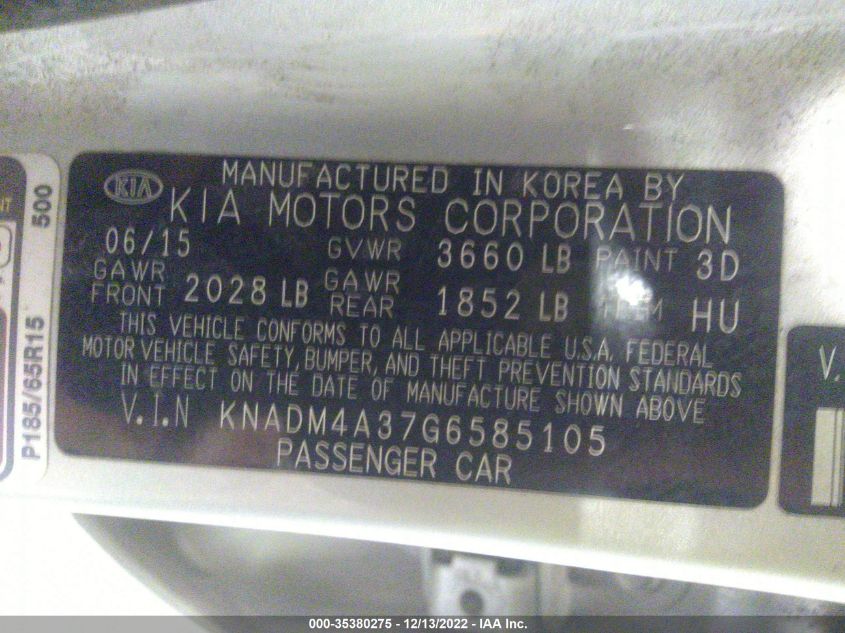 KIA
MANUFACTURED IN KOREA BY
KIA MOTORS CORPORATION
06/15 GVWR 3660 LB PAINT 3D
GAWR FRONT 2028 LB GAWR REAR 1852 LB TRIM HU
THIS VEHICLE CONFORMS TO ALL APPLICABLE U.S.A. FEDERAL
MOTOR VEHICLE SAFETY, BUMPER, AND THEFT PREVENTION STANDARDS
IN EFFECT ON THE DATE OF MANUFACTURE SHOWN ABOVE
V.I.N KNADM4A37G6585105
PASSENGER CAR
P185/65R15 500
V.
000-35380275 - 12/13/2022 - IAA Inc.